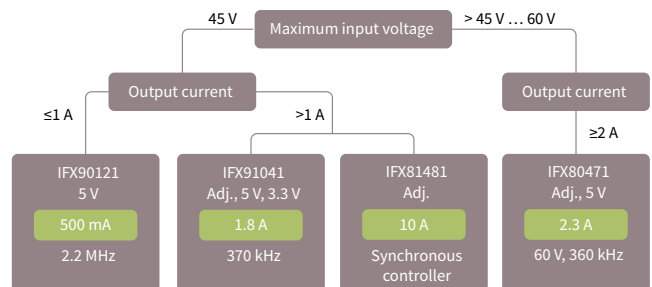 45 V
Maximum input voltage
> 45 V … 60 V
Output current
Output current
≤1 A
>1 A
≥2 A
IFX90121
5 V
500 mA
2.2 MHz
IFX91041
Adj., 5 V, 3.3 V
1.8 A
370 kHz
IFX81481
Adj.
10 A
Synchronous
controller
IFX80471
Adj., 5 V
2.3 A
60 V, 360 kHz